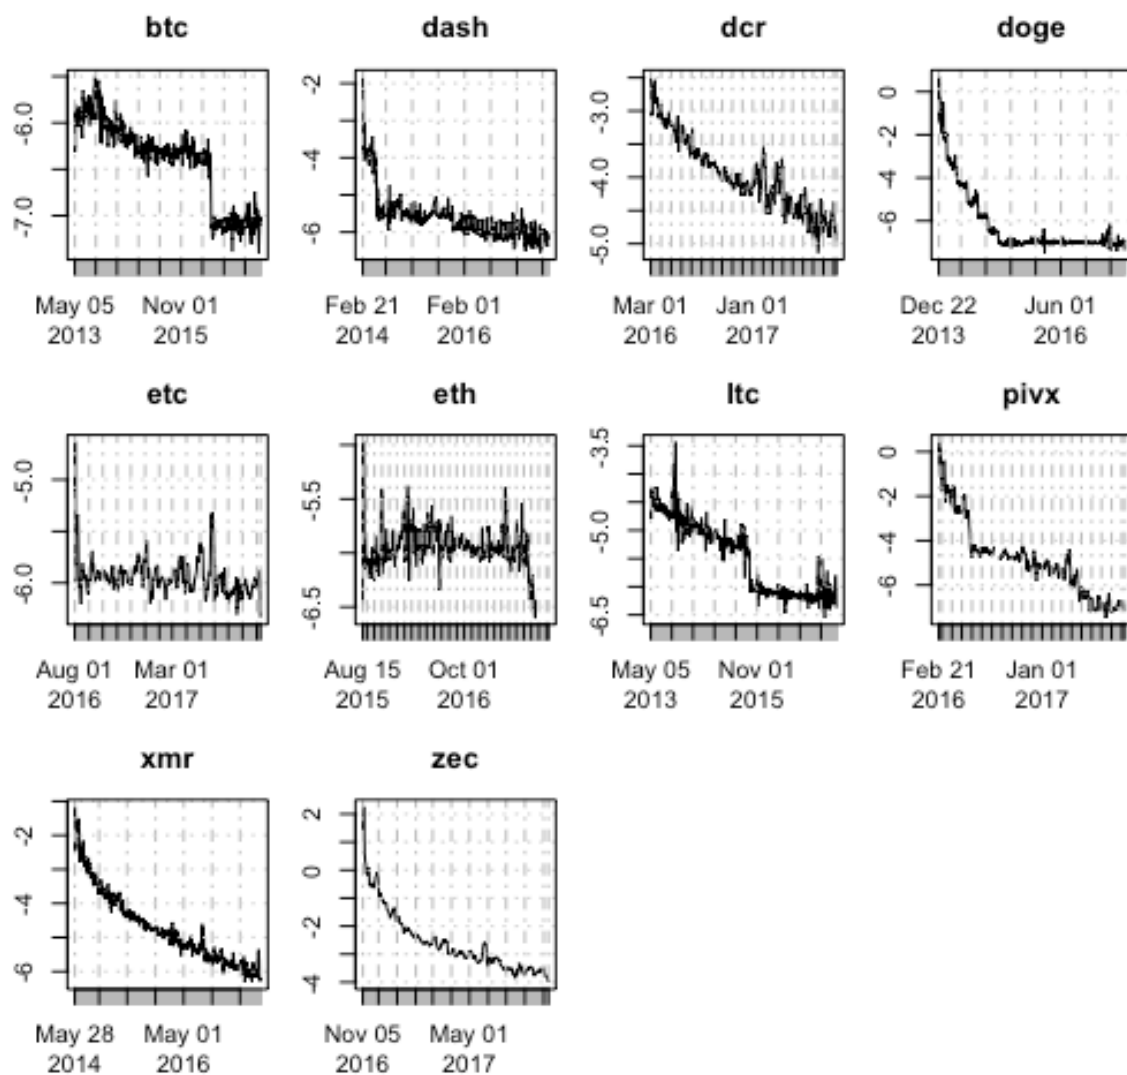 btc dash dcr doge
-6.0 -2 -3.0 0
-4 -2
-4.0 -4
-7.0 -6 -5.0 -6
May 05 Nov 01 Feb 21 Feb 01 Mar 01 Jan 01 Dec 22 Jun 01
2013 2015 2014 2016 2016 2017 2013 2016
etc eth ltc pivx
-5.0 -5.5 -3.5 0
-5.0 -2
-4
-6.0 -6.5 -6.5 -6
Aug 01 Mar 01 Aug 15 Oct 01 May 05 Nov 01 Feb 21 Jan 01
2016 2017 2015 2016 2013 2015 2016 2017
xmr zec
-2 2
0
-4 -2
-6 -4
May 28 May 01 Nov 05 May 01
2014 2016 2016 2017